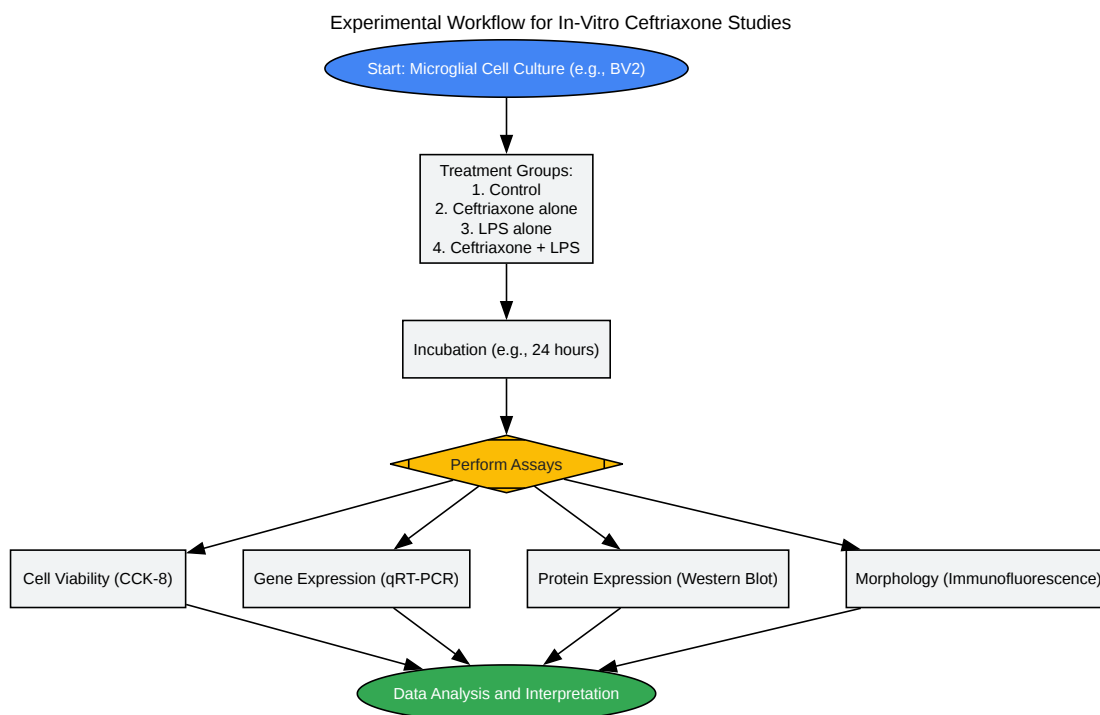 Experimental Workflow for In-Vitro Ceftriaxone Studies
Start: Microglial Cell Culture (e.g., BV2)
Treatment Groups:
1. Control
2. Ceftriaxone alone
3. LPS alone
4. Ceftriaxone + LPS
Incubation (e.g., 24 hours)
Perform Assays
Cell Viability (CCK-8)
Gene Expression (qRT-PCR)
Protein Expression (Western Blot)
Morphology (Immunofluorescence)
Data Analysis and Interpretation